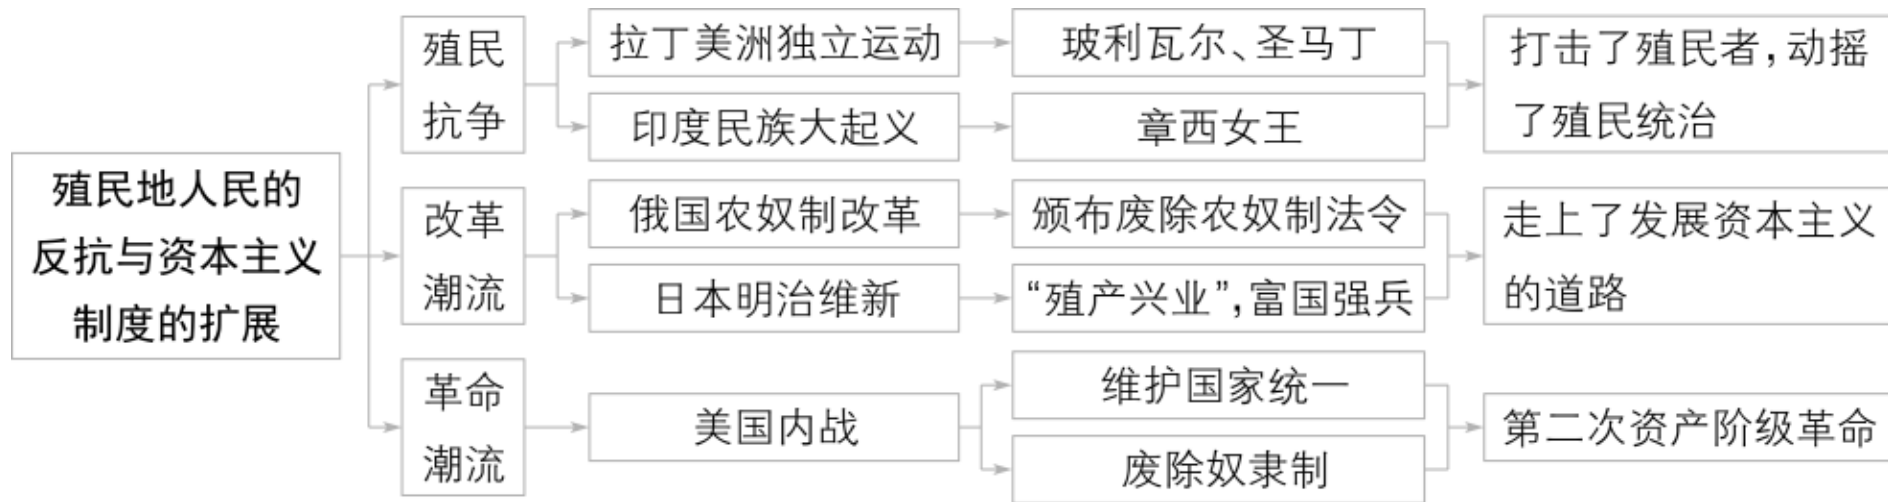 殖民地人民的
反抗与资本主义
制度的扩展
殖民
抗争
拉丁美洲独立运动
玻利瓦尔、圣马丁
印度民族大起义
章西女王
打击了殖民者,动摇
了殖民统治
改革
潮流
俄国农奴制改革
颁布废除农奴制法令
日本明治维新
“殖产兴业”,富国强兵
走上了发展资本主义
的道路
革命
潮流
美国内战
维护国家统一
废除奴隶制
第二次资产阶级革命